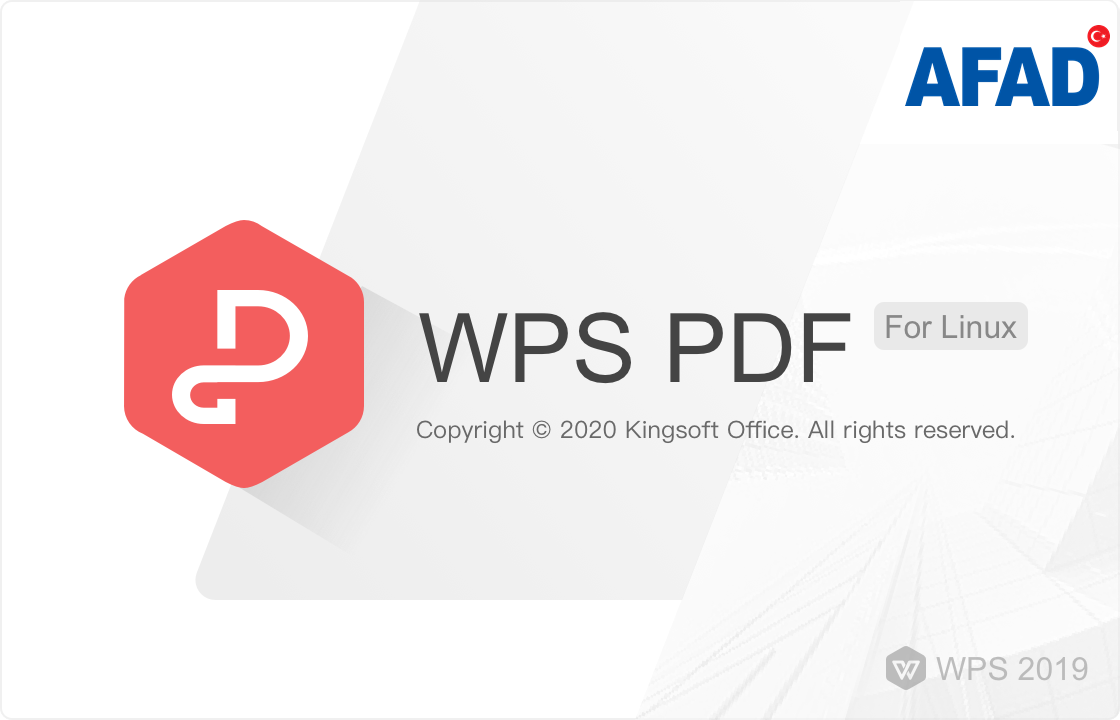 AFAD
WPS PDF
For Linux
Copyright © 2020 Kingsoft Office. All rights reserved.
WPS 2019